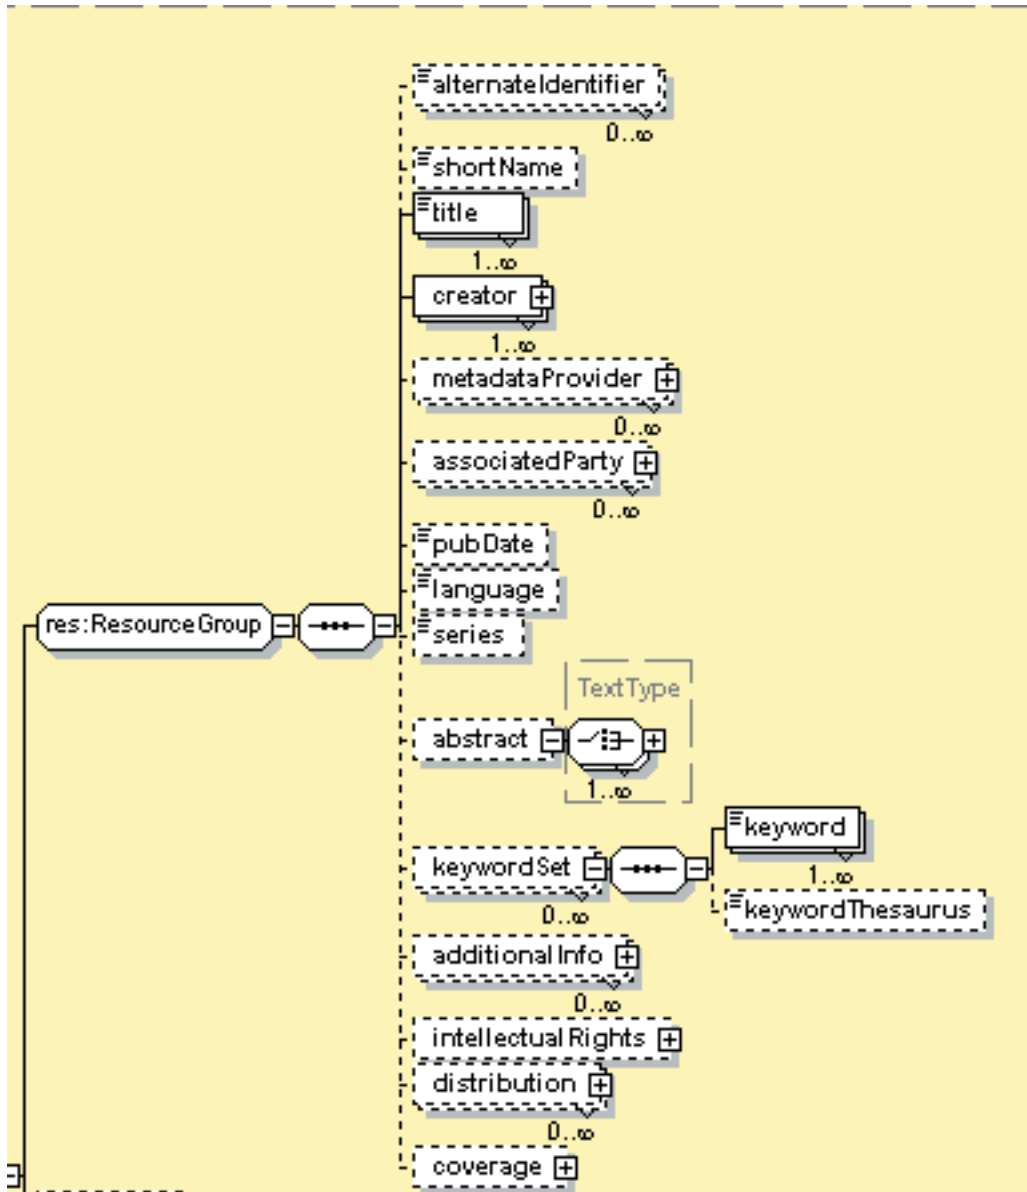 alternateIdentifier
0..∞
shortName
title
1..∞
creator
1..∞
metadataProvider
0..∞
associatedParty
0..∞
pubDate
language
res:ResourceGroup
series
TextType
abstract
1..∞
keyword
1..∞
keywordSet
0..∞
keywordThesaurus
additionalInfo
0..∞
intellectualRights
distribution
0..∞
coverage